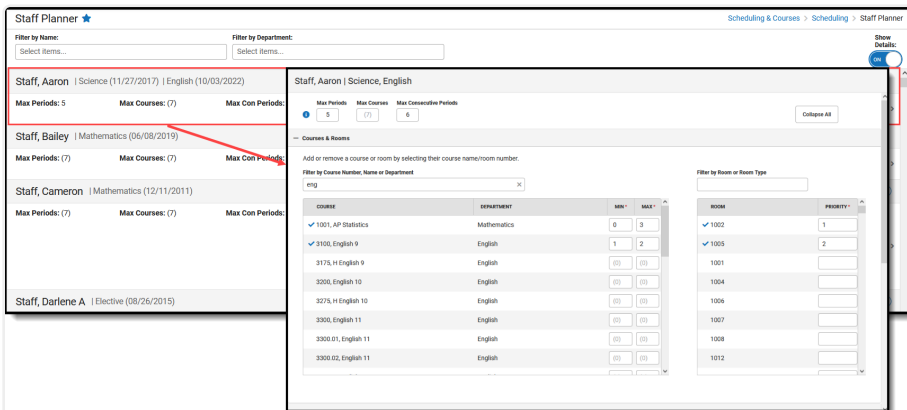 Staff Planner
Scheduling & Courses > Scheduling > Staff Planner
Filter by Name:
Filter by Department:
Show Details:
Select items...
Select items...
ON
Staff, Aaron | Science (11/27/2017) | English (10/03/2022)
Max Periods: 5 Max Courses: (7) Max Con Periods:
Staff, Bailey | Mathematics (06/08/2019)
Max Periods: (7) Max Courses: (7) Max Con Periods:
Staff, Cameron | Mathematics (12/11/2011)
Max Periods: (7) Max Courses: (7) Max Con Periods:
Staff, Darlene A | Elective (08/26/2015)
Staff, Aaron | Science, English
Max Periods Max Courses Max Consecutive Periods
5 (7) 6
Collapse All
Courses & Rooms
Add or remove a course or room by selecting their course name/room number.
Filter by Course Number, Name or Department
eng
COURSE DEPARTMENT MIN* MAX*
1001, AP Statistics Mathematics 0 3
3100, English 9 English 1 2
3175, H English 9 English (0) (0)
3200, English 10 English (0) (0)
3275, H English 10 English (0) (0)
3300, English 11 English (0) (0)
3300.01, English 11 English (0) (0)
3300.02, English 11 English (0) (0)
Filter by Room or Room Type
ROOM PRIORITY*
1002 1
1005 2
1001
1004
1006
1007
1008
1012